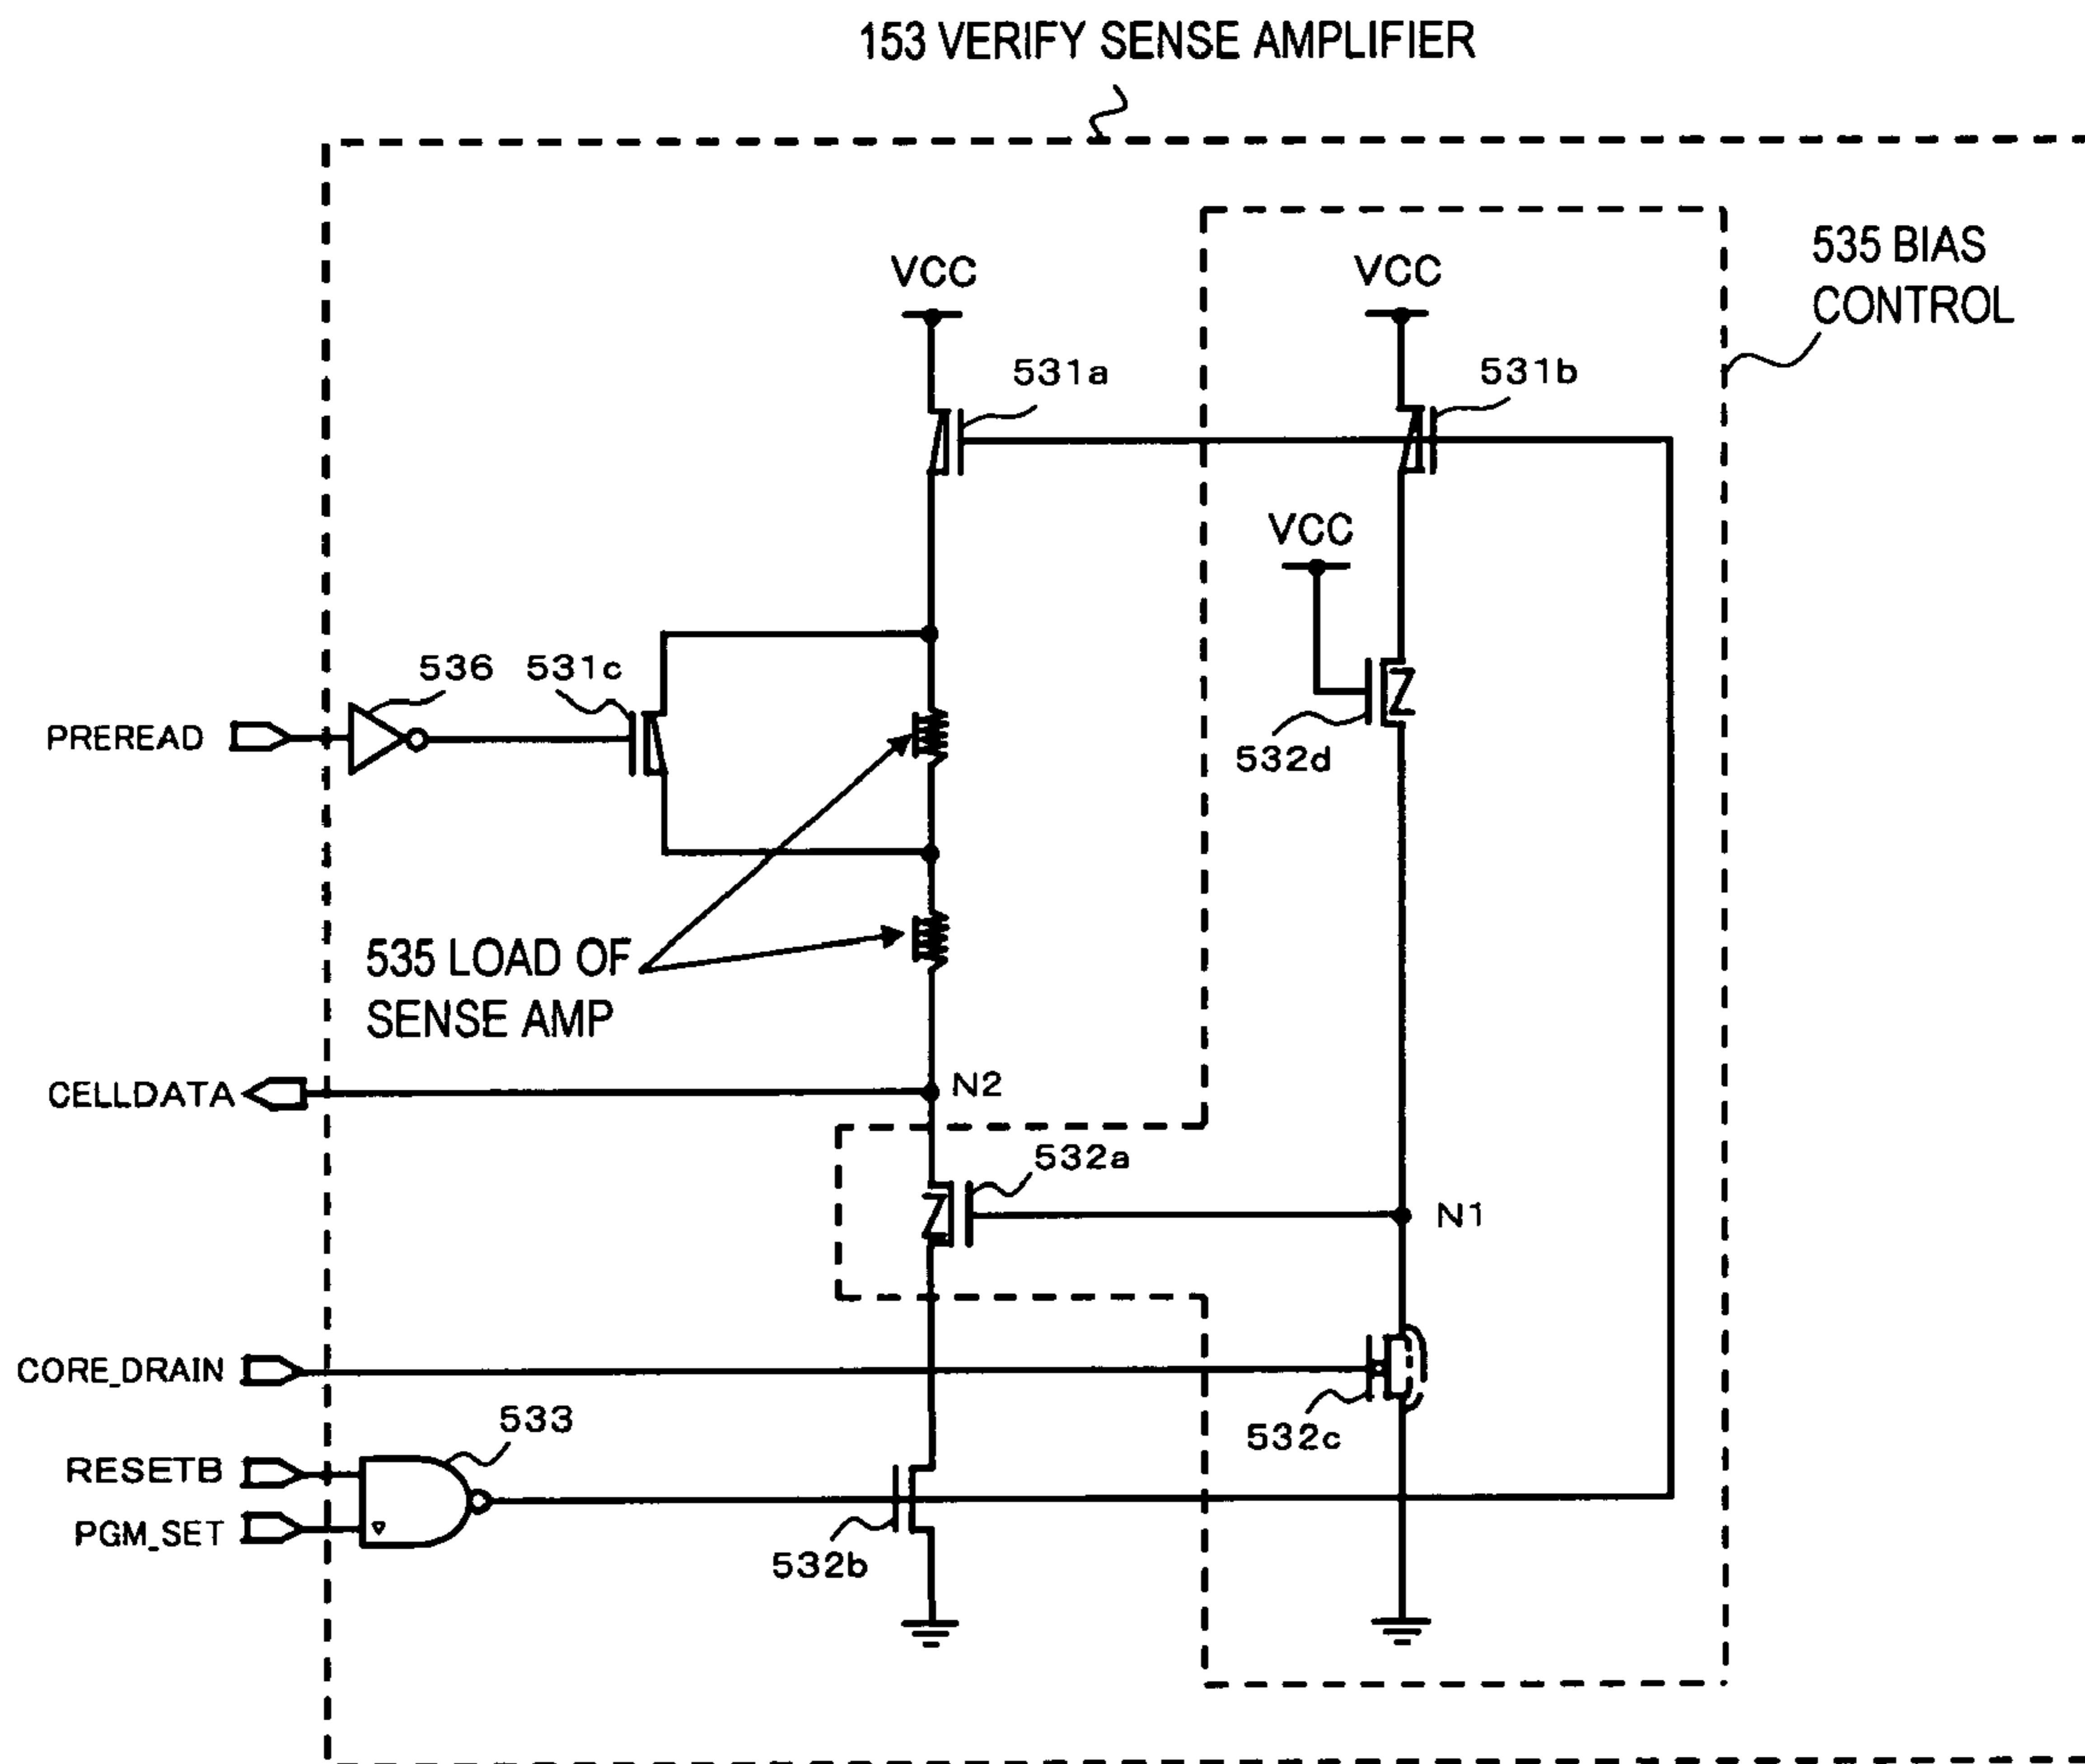 153 VERIFY SENSE AMPLIFIER
535 BIAS
CONTROL
VCC
VCC
531a
531b
VCC
536
531c
PREREAD
532d
535 LOAD OF
SENSE AMP
CELLDATA
N2
532a
N1
CORE_DRAIN
533
532c
RESETB
PGM_SET
532b